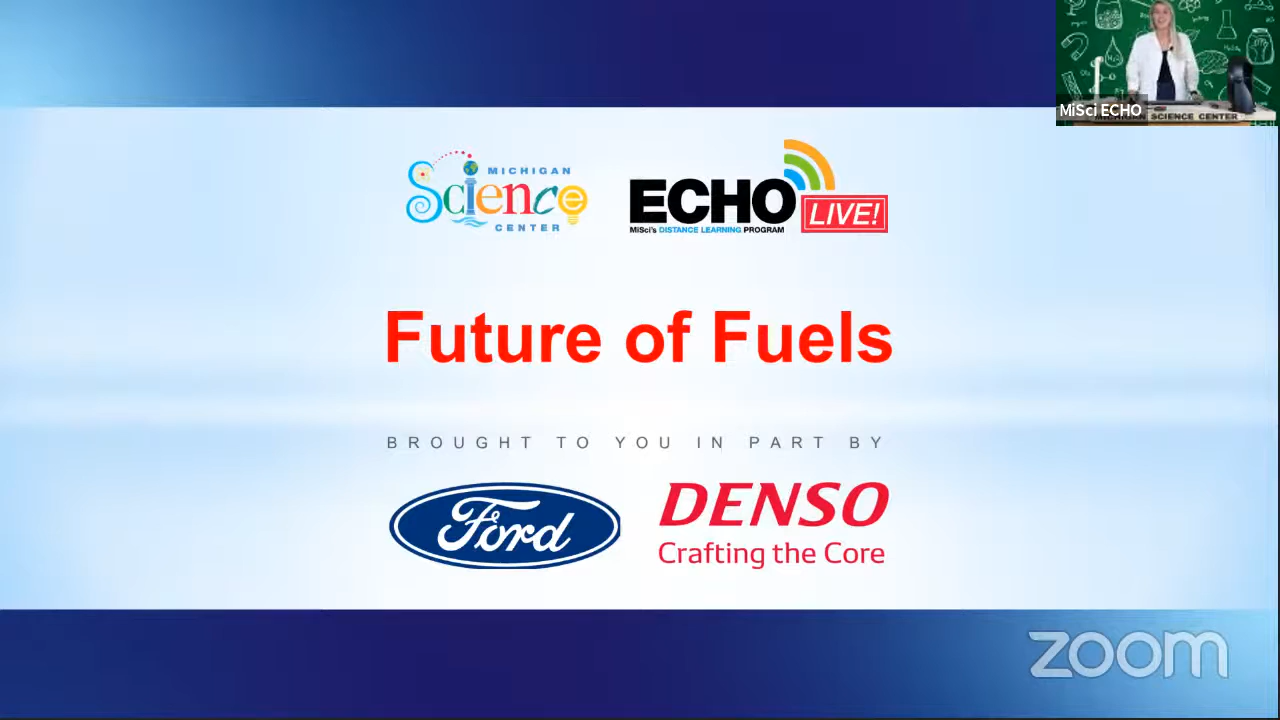 MiSci ECHO
MICHIGAN SCIENCE CENTER
MICHIGAN
Science
CENTER
ECHO LIVE!
MiSci's DISTANCE LEARNING PROGRAM
Future of Fuels
BROUGHT TO YOU IN PART BY
Ford DENSO
Crafting the Core
zoom